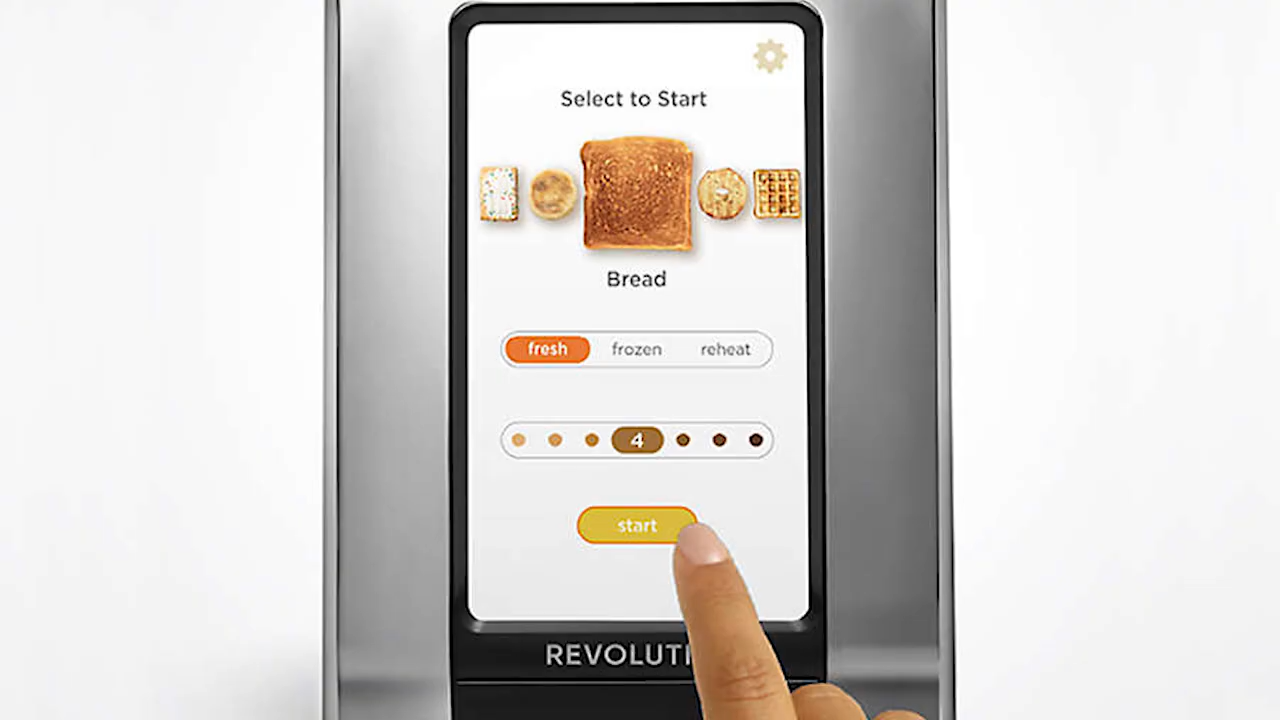 Select to Start
Bread
fresh frozen reheat
4
start
REVOLUTI